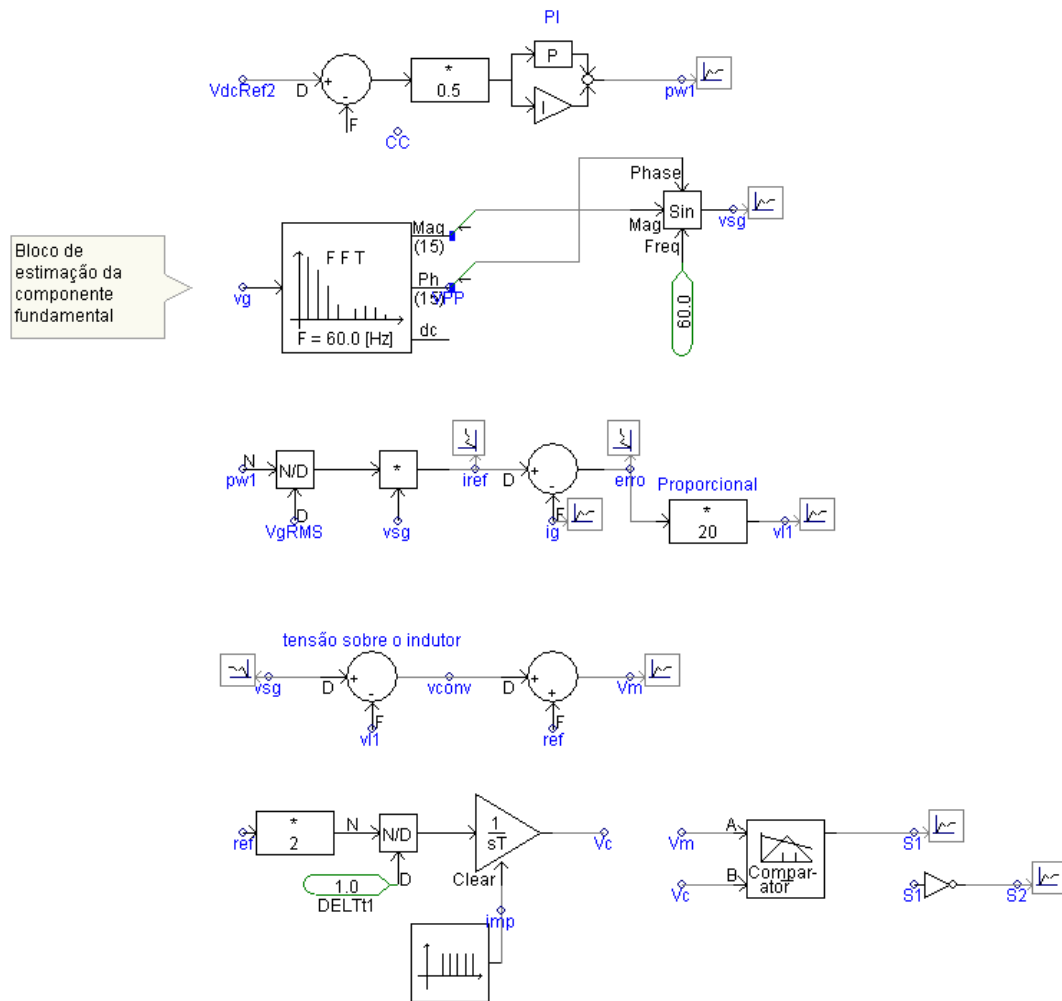 PI
P
*
0.5
I
+
-
D
F
VdcRef2
CC
pw1
Phase
Sin
Mag
Freq
vsg
60.0
Bloco de
estimação da
componente
fundamental
vg
F F T
F = 60.0 [Hz]
Mag
(15)
Ph
(15)
VPP
dc
N
pw1
N/D
D
VgRMS
*
vsg
iref
D
+
-
F
ig
erro
Proporcional
*
20
vl1
tensão sobre o indutor
vsg
D
+
-
F
vl1
vconv
D
+
+
F
ref
Vm
ref
*
2
N
N/D
D
1.0
DELTt1
1
sT
Clear
imp
Vc
Vm
A
Vc
B
Compar-
ator
S1
S1
S2